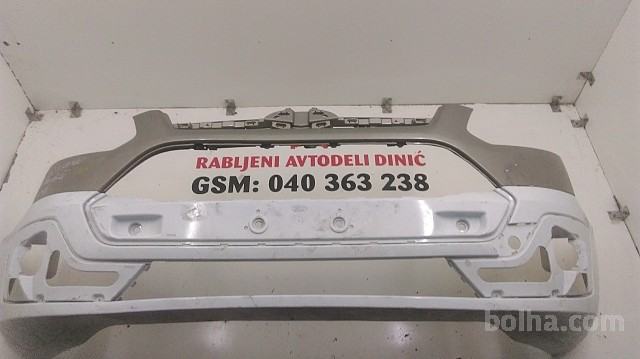 RABLJENI AVTODELI DINIĆ
GSM: 040 363 238
bolha.com